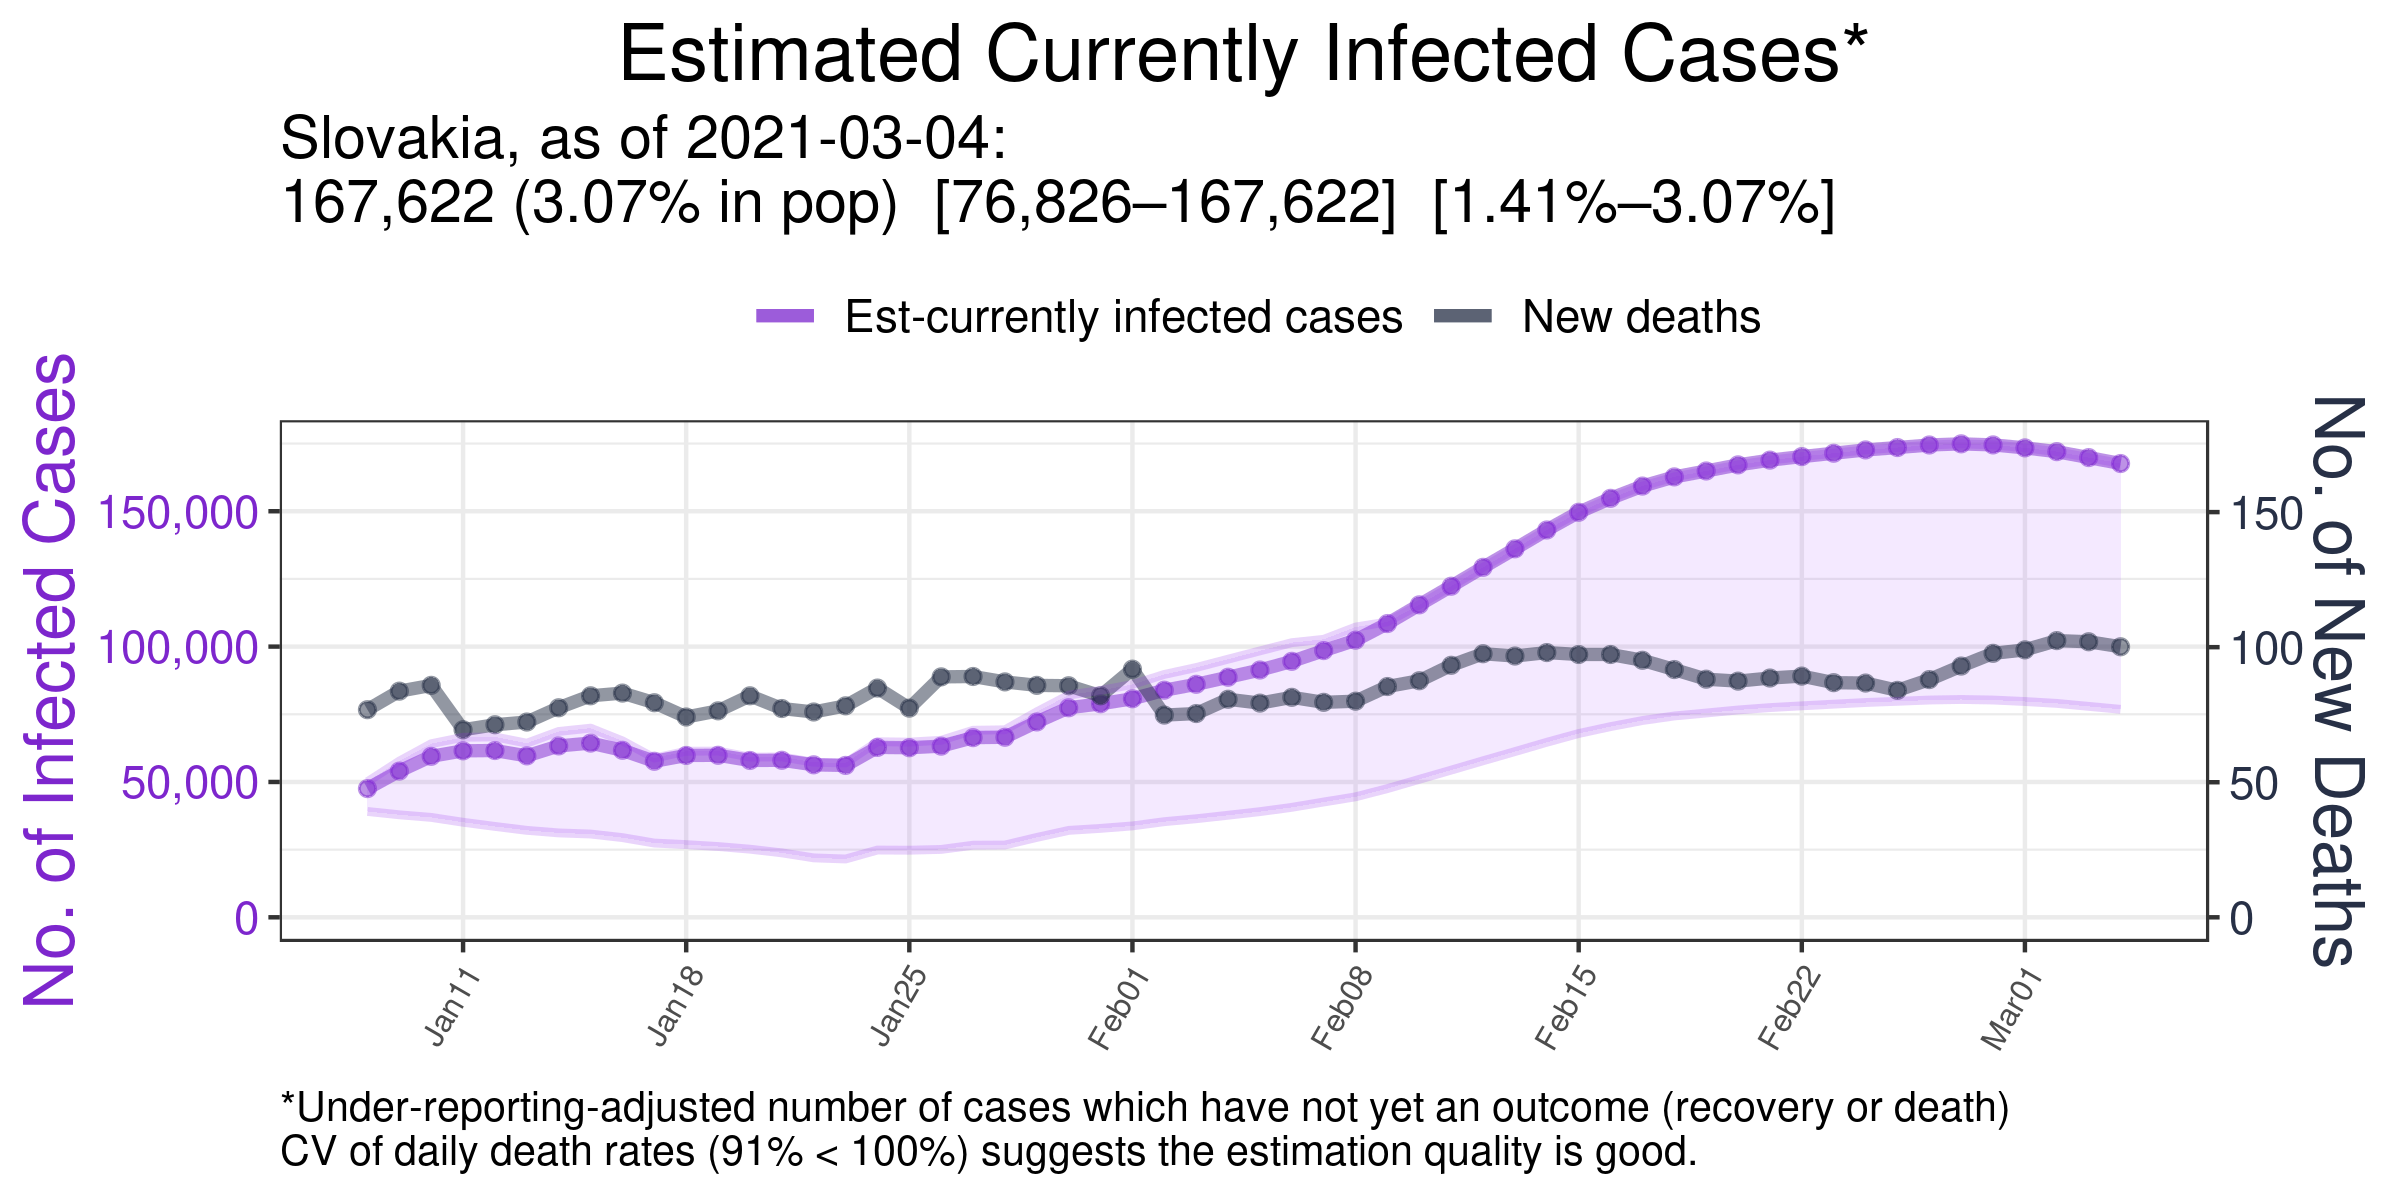 Estimated Currently Infected Cases*
Slovakia, as of 2021-03-04:
167,622 (3.07% in pop)  [76,826–167,622]  [1.41%–3.07%]
Est-currently infected cases
New deaths
No. of Infected Cases
150,000
100,000
50,000
0
150
100
50
0
No. of New Deaths
Jan11
Jan18
Jan25
Feb01
Feb08
Feb15
Feb22
Mar01
*Under-reporting-adjusted number of cases which have not yet an outcome (recovery or death)
CV of daily death rates (91% < 100%) suggests the estimation quality is good.